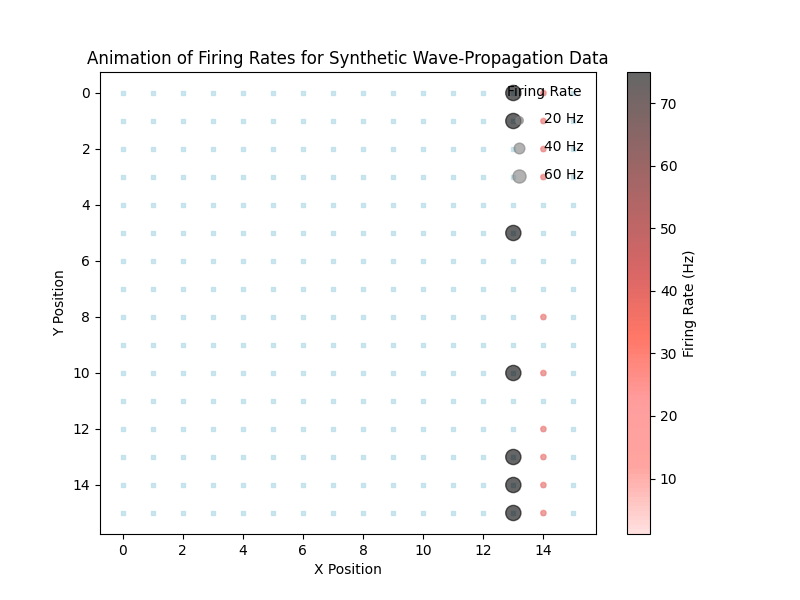 Animation of Firing Rates for Synthetic Wave-Propagation Data
Firing Rate
20 Hz
40 Hz
60 Hz
0
2
4
6
8
10
12
14
Y Position
0 2 4 6 8 10 12 14
X Position
70
60
50
40
30
20
10
Firing Rate (Hz)